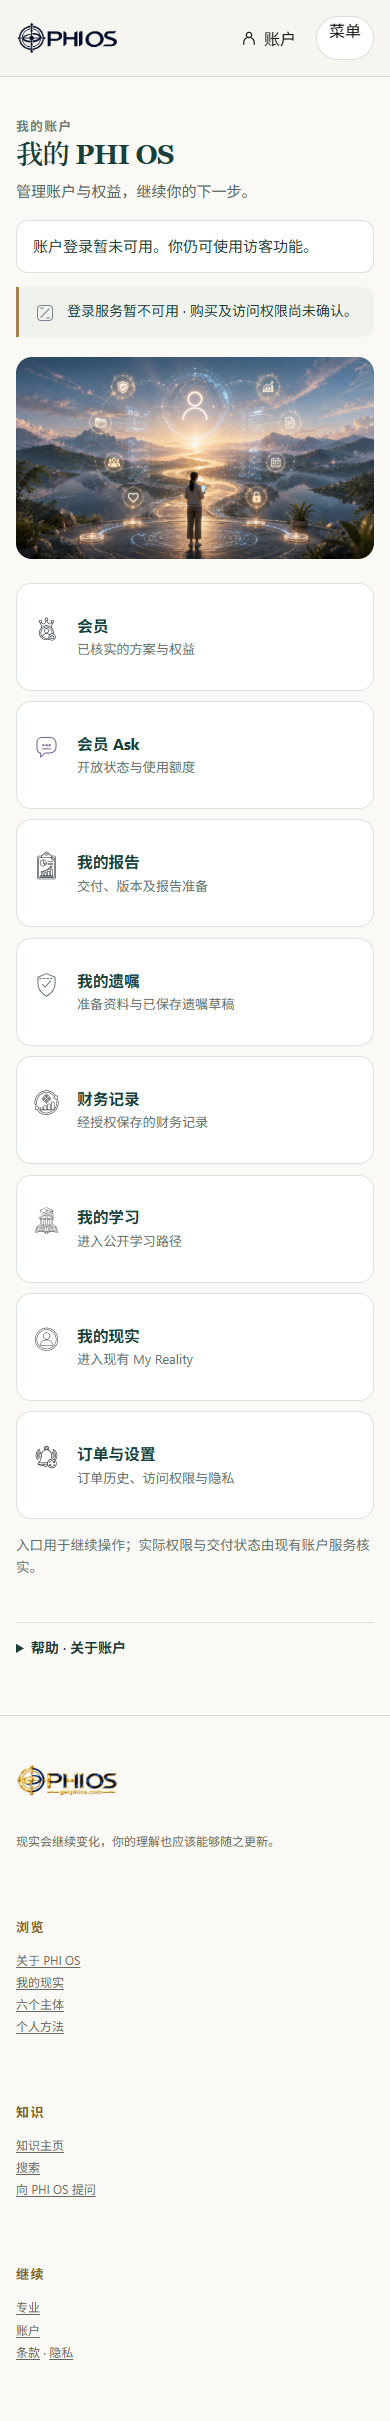 PHIOS
账户
菜单
我的账户
我的 PHI OS
管理账户与权益，继续你的下一步。
账户登录暂未可用。你仍可使用访客功能。
登录服务暂不可用 · 购买及访问权限尚未确认。
会员
已核实的方案与权益
会员 Ask
开放状态与使用额度
我的报告
交付、版本及报告准备
我的遗嘱
准备资料与已保存遗嘱草稿
财务记录
经授权保存的财务记录
我的学习
进入公开学习路径
我的现实
进入现有 My Reality
订单与设置
订单历史、访问权限与隐私
入口用于继续操作；实际权限与交付状态由现有账户服务核
实。
帮助 · 关于账户
PHIOS
getphios.com
现实会继续变化，你的理解也应该能够随之更新。
浏览
关于 PHI OS
我的现实
六个主体
个人方法
知识
知识主页
搜索
向 PHI OS 提问
继续
专业
账户
条款 · 隐私